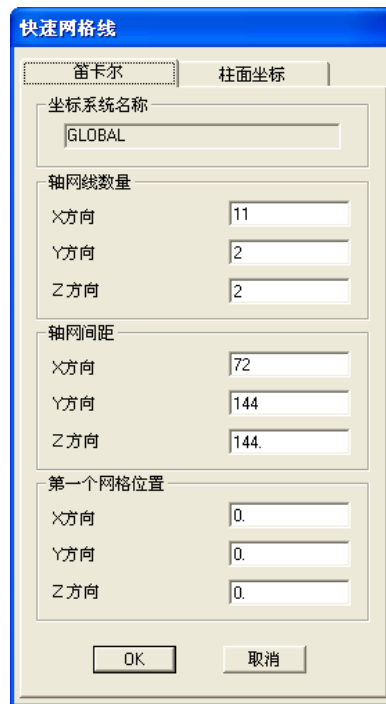 快速网格线
笛卡尔 柱面坐标
坐标系统名称
GLOBAL
轴网线数量
X方向 11
Y方向 2
Z方向 2
轴网间距
X方向 72
Y方向 144
Z方向 144.
第一个网格位置
X方向 0.
Y方向 0.
Z方向 0.
OK 取消